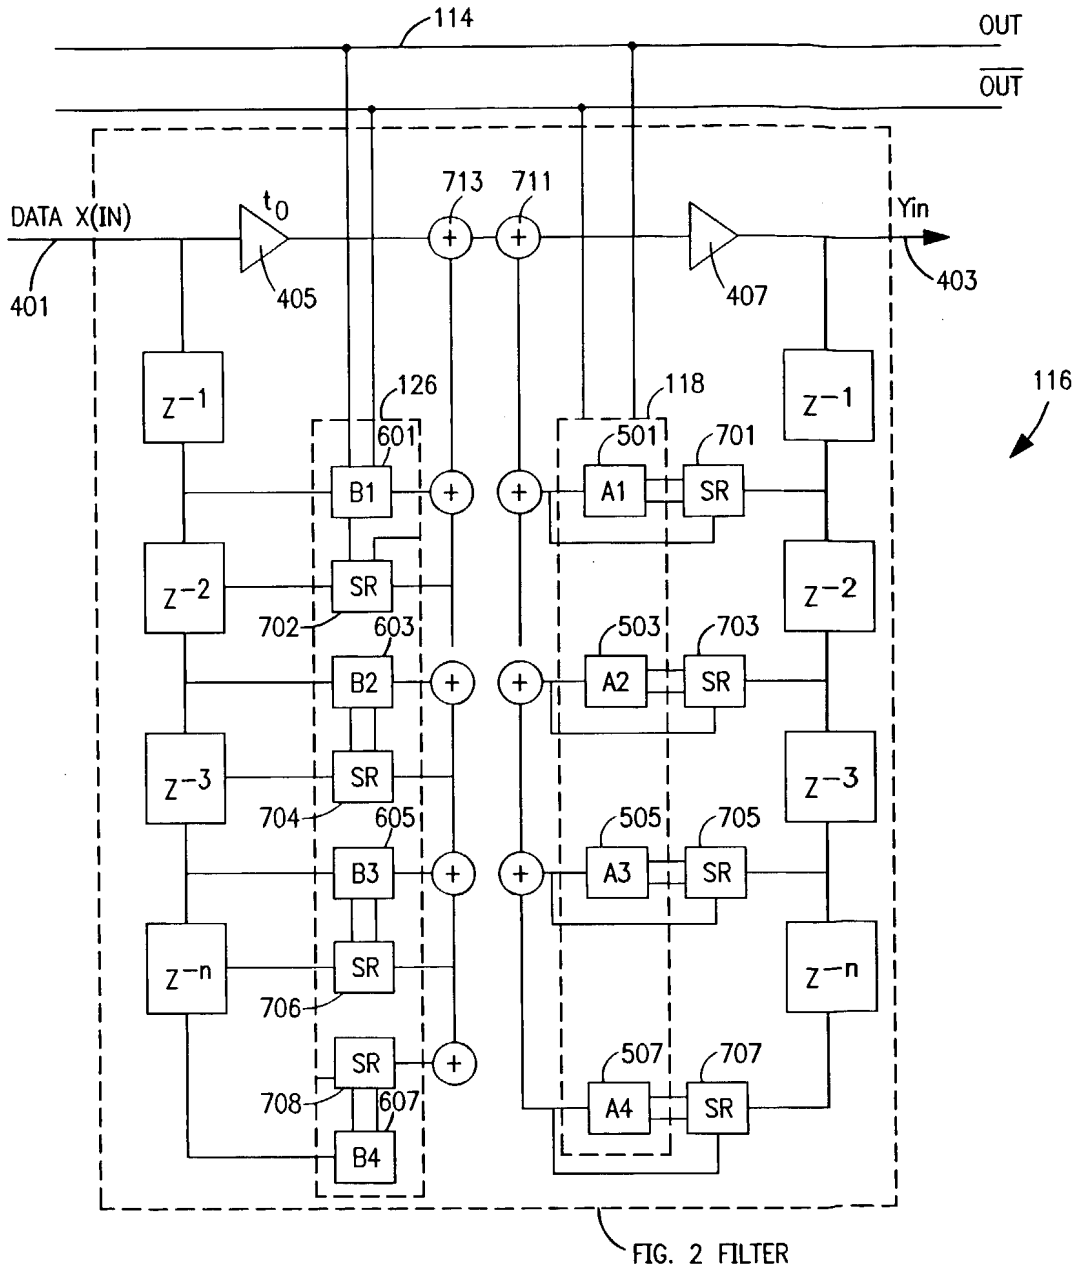 114
OUT
OUT
713
711
DATA X(IN)
t0
Yin
401
405
407
403
126
118
116
Z-1
601
501
701
Z-1
B1
+
+
A1
SR
Z-2
SR
Z-2
702
603
503
703
B2
+
+
A2
SR
Z-3
SR
Z-3
704
605
505
705
B3
+
+
A3
SR
Z-n
SR
Z-n
706
SR
+
507
707
708
607
A4
SR
B4
+
+
FIG. 2 FILTER